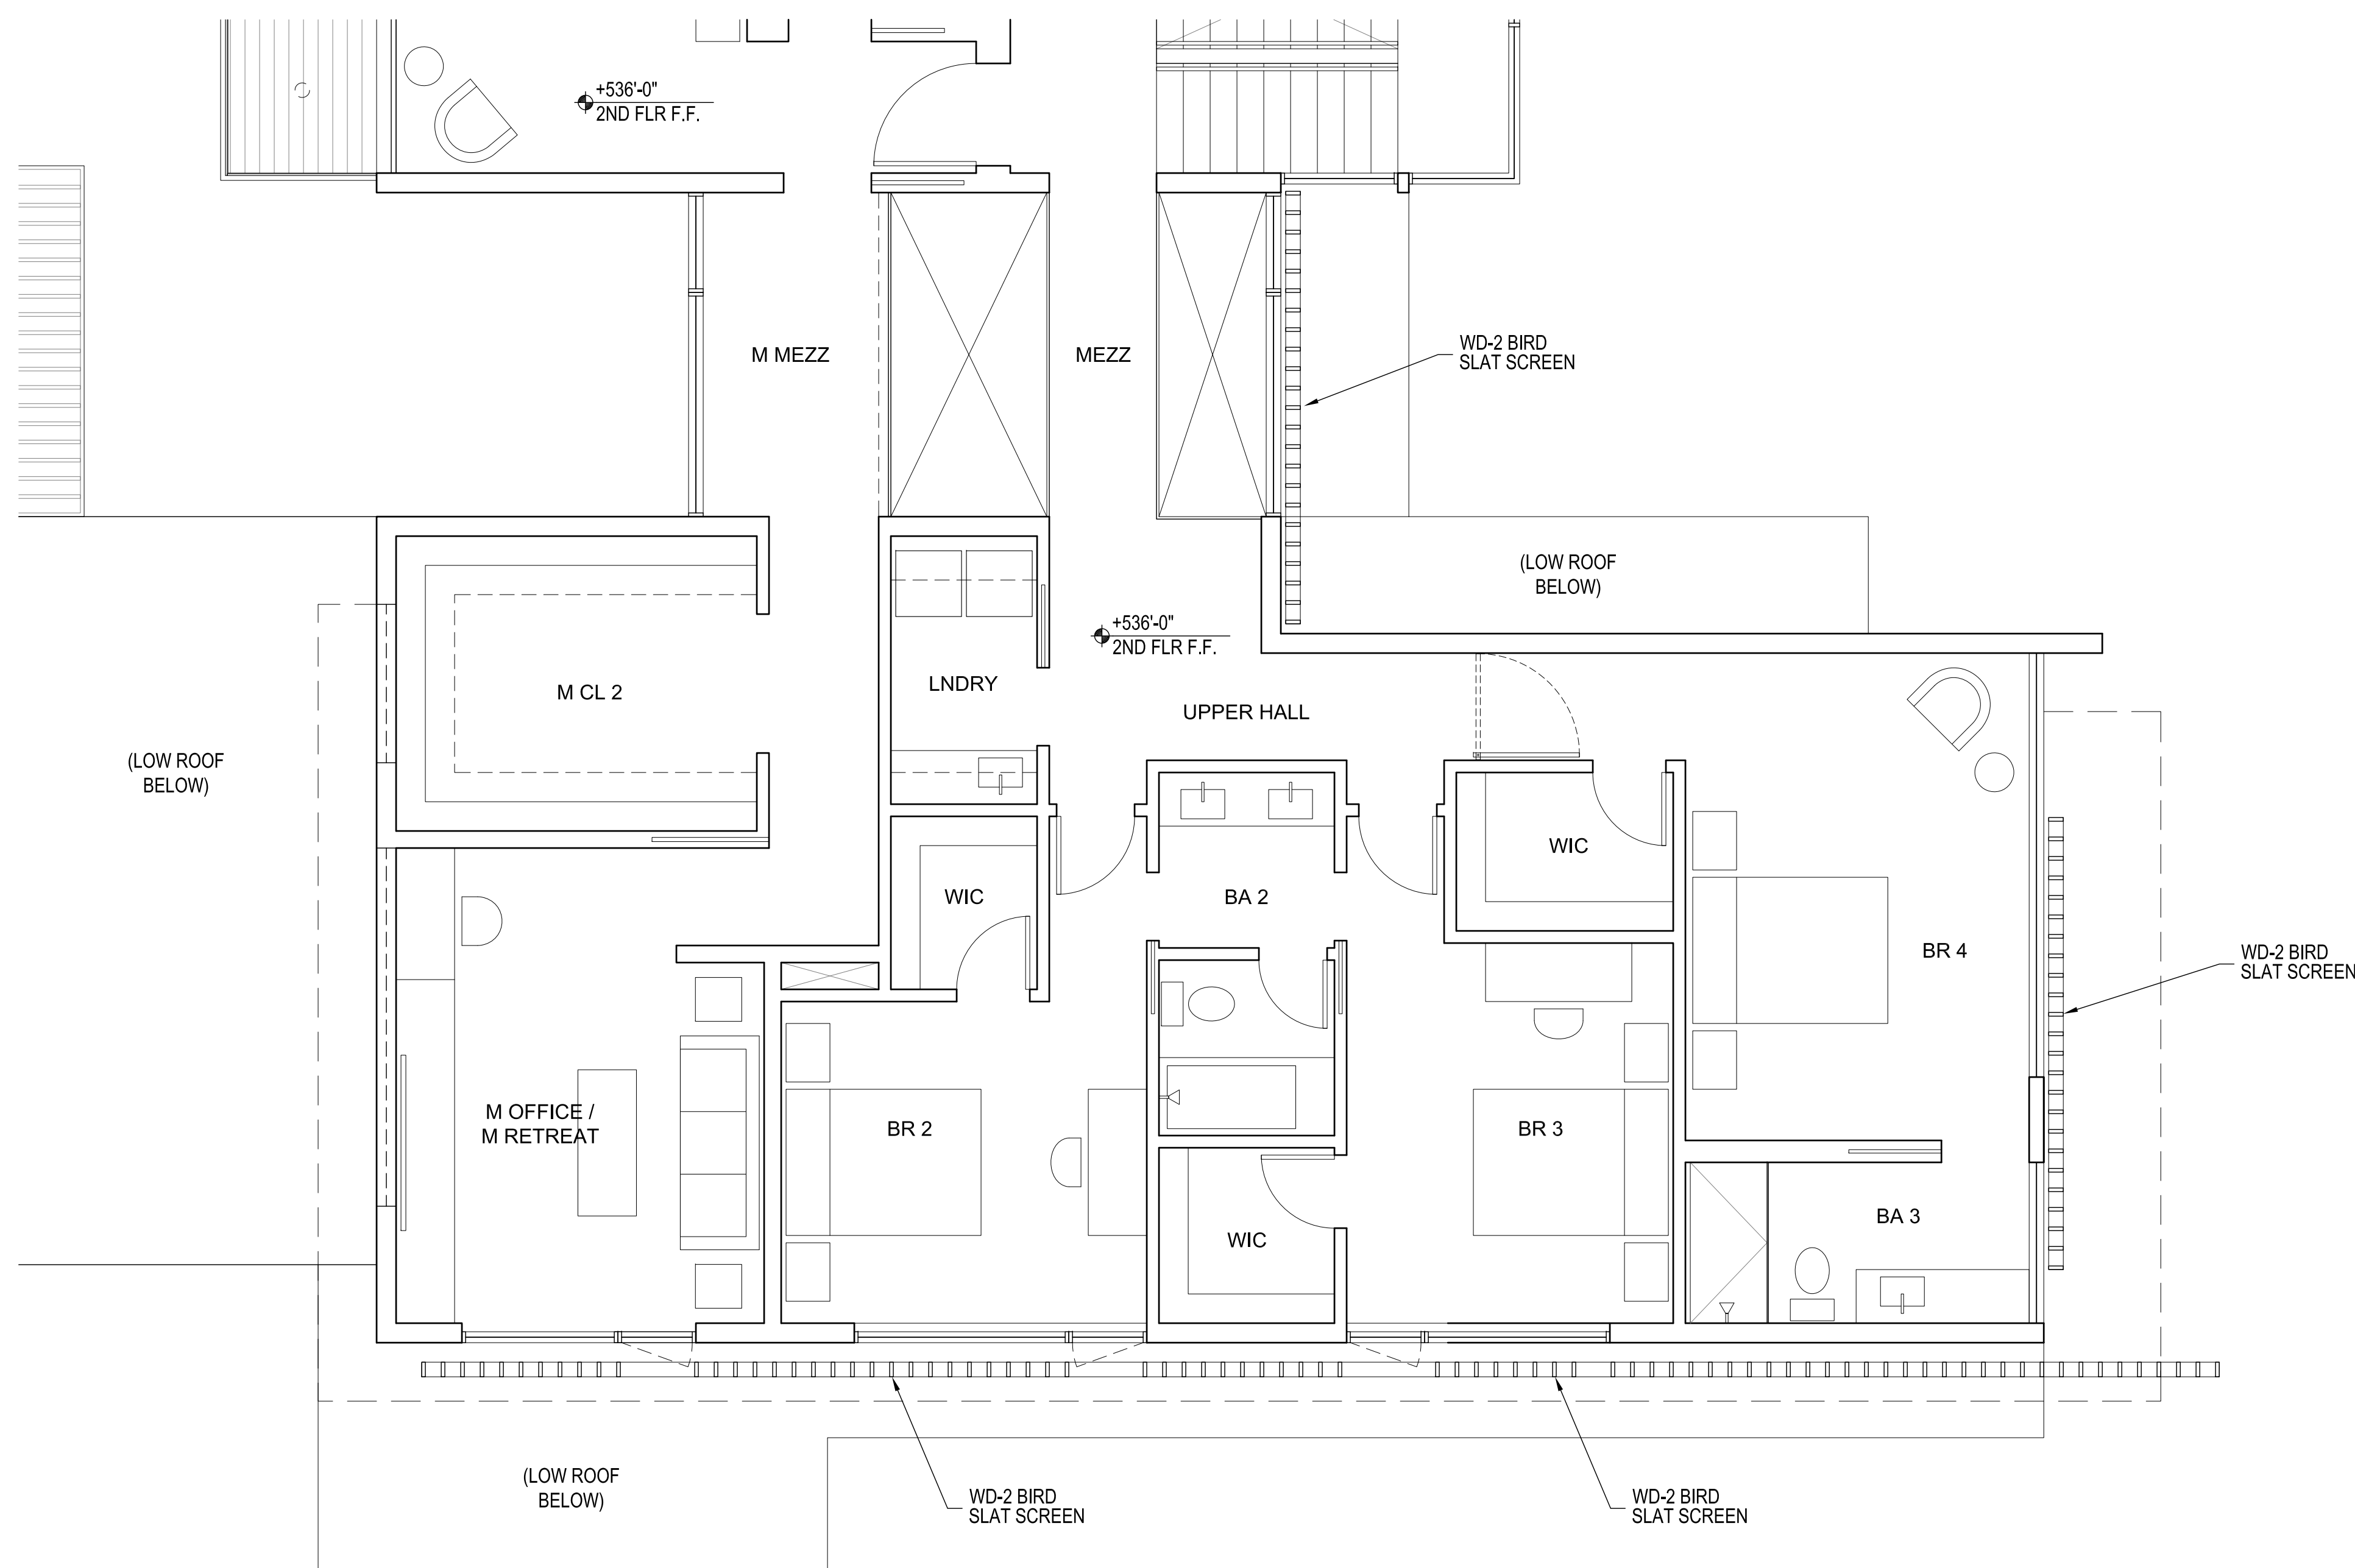 +536'-0"
2ND FLR F.F.
M MEZZ
MEZZ
WD-2 BIRD
SLAT SCREEN
(LOW ROOF
BELOW)
+536'-0"
2ND FLR F.F.
M CL 2
LNDRY
UPPER HALL
(LOW ROOF
BELOW)
WIC
BA 2
WIC
BR 4
WD-2 BIRD
SLAT SCREEN
M OFFICE /
M RETREAT
BR 2
BR 3
WIC
BA 3
(LOW ROOF
BELOW)
WD-2 BIRD
SLAT SCREEN
WD-2 BIRD
SLAT SCREEN